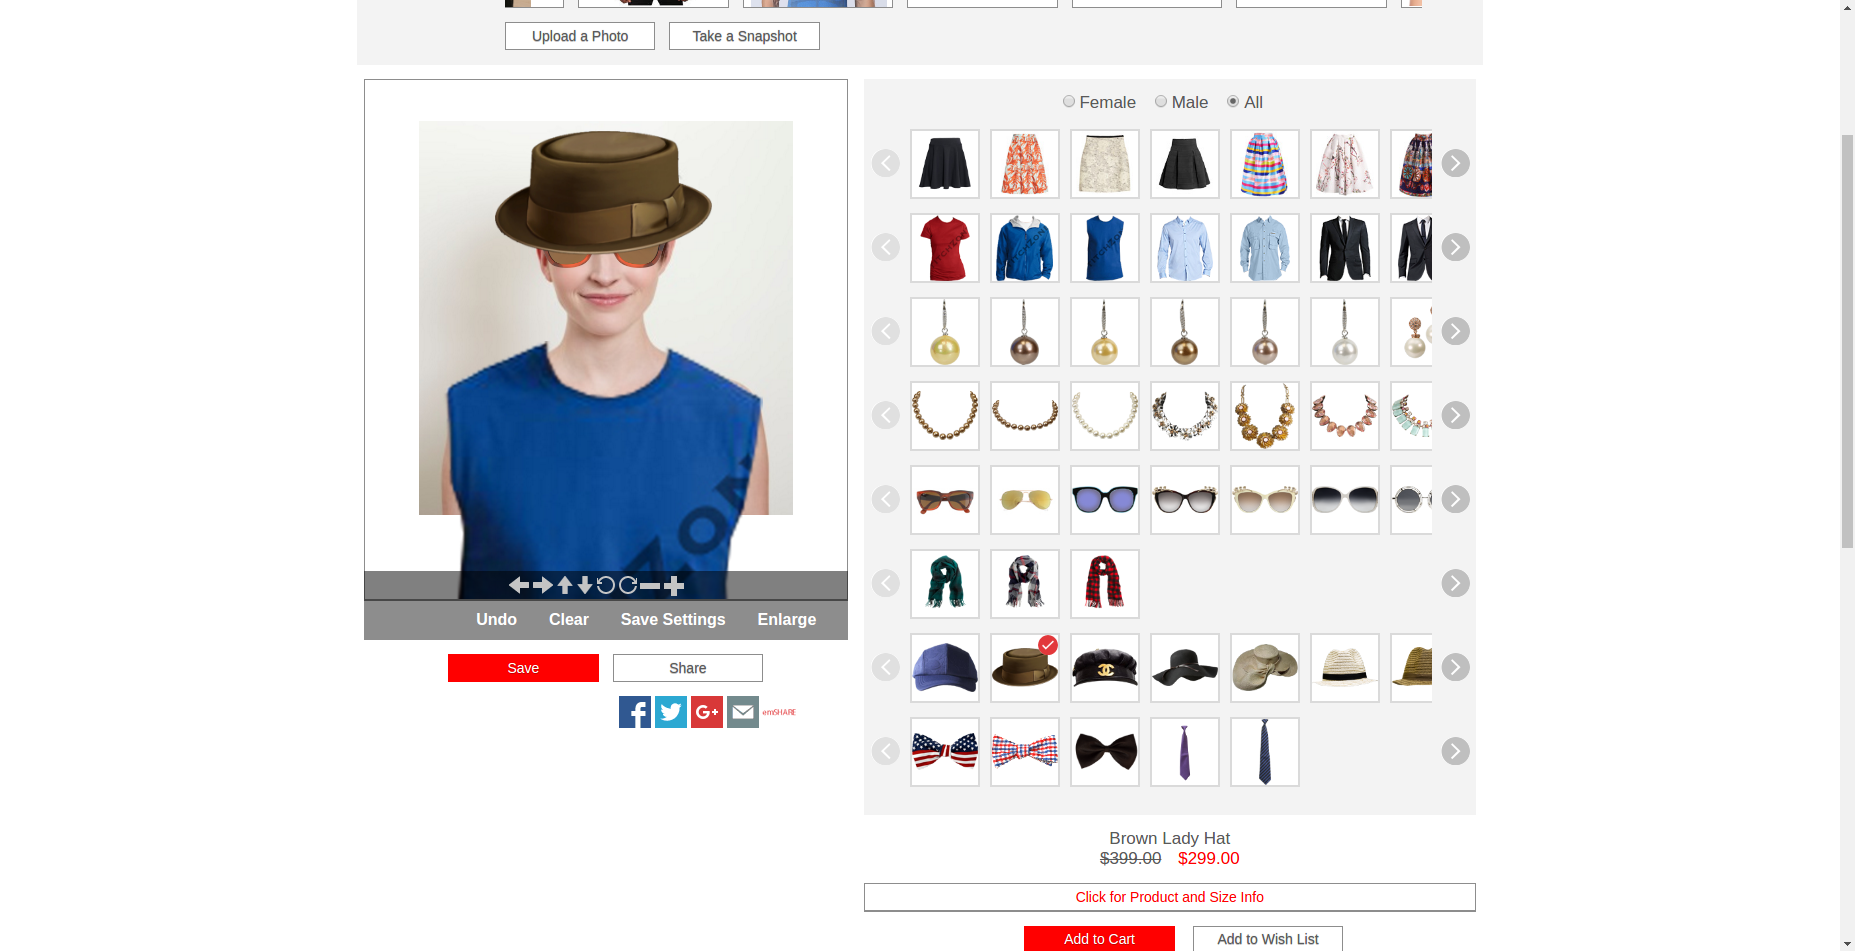 Upload a Photo
Take a Snapshot
Female
Male
All
ZON
Undo
Clear
Save Settings
Enlarge
Save
Share
emSHARE
Brown Lady Hat
$399.00 $299.00
Click for Product and Size Info
Add to Cart
Add to Wish List